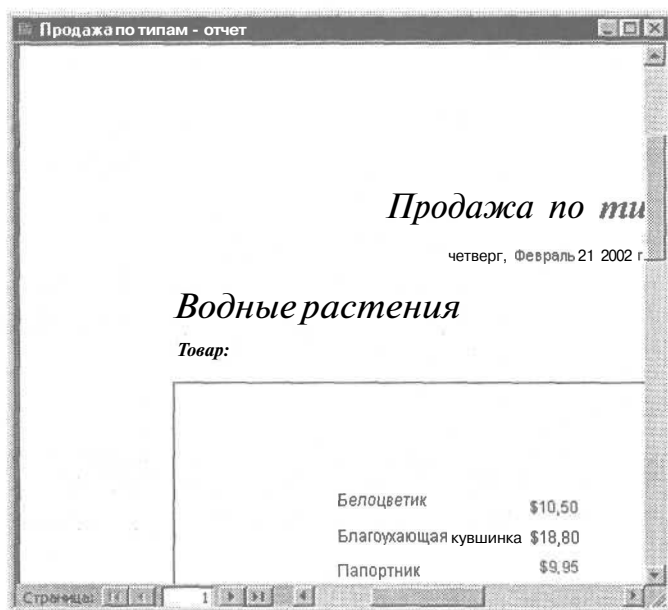 Продажа по типам - отчет
Продажа по ти
четверг, Февраль 21 2002 г.
Водные растения
Товар:
Белоцветик $10,50
Благоухающая кувшинка $18,80
Папортник $9,95
Страница: 1